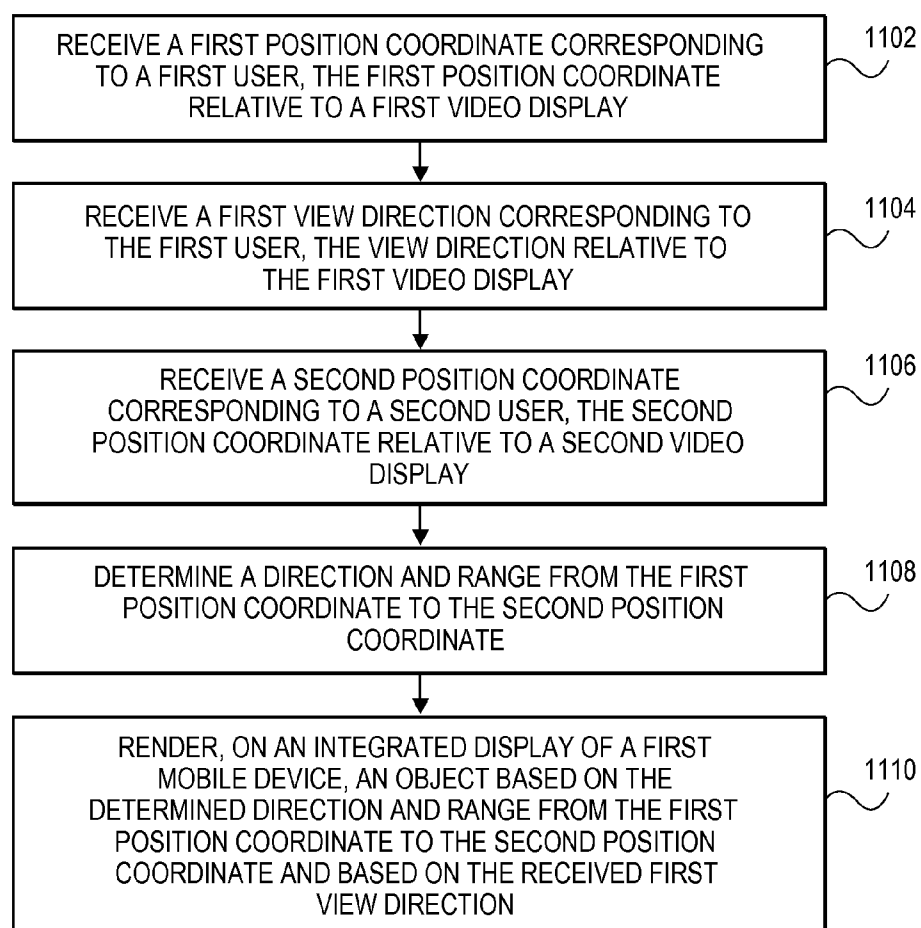 RECEIVE A FIRST POSITION COORDINATE CORRESPONDING
TO A FIRST USER, THE FIRST POSITION COORDINATE
RELATIVE TO A FIRST VIDEO DISPLAY
1102
RECEIVE A FIRST VIEW DIRECTION CORRESPONDING TO
THE FIRST USER, THE VIEW DIRECTION RELATIVE TO
THE FIRST VIDEO DISPLAY
1104
RECEIVE A SECOND POSITION COORDINATE
CORRESPONDING TO A SECOND USER, THE SECOND
POSITION COORDINATE RELATIVE TO A SECOND VIDEO
DISPLAY
1106
DETERMINE A DIRECTION AND RANGE FROM THE FIRST
POSITION COORDINATE TO THE SECOND POSITION
COORDINATE
1108
RENDER, ON AN INTEGRATED DISPLAY OF A FIRST
MOBILE DEVICE, AN OBJECT BASED ON THE
DETERMINED DIRECTION AND RANGE FROM THE FIRST
POSITION COORDINATE TO THE SECOND POSITION
COORDINATE AND BASED ON THE RECEIVED FIRST
VIEW DIRECTION
1110